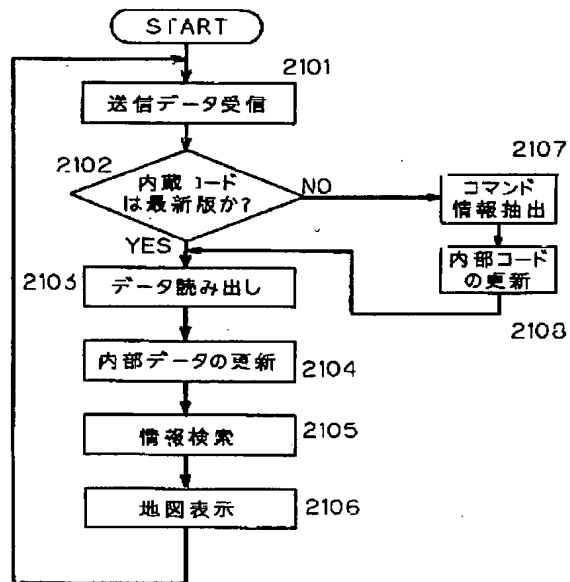 START
2101
送信データ受信
2102
内蔵コード
は最新版か?
NO
YES
2107
コマンド
情報抽出
内部コード
の更新
2108
2103
データ読み出し
内部データの更新
2104
情報検索
2105
地図表示
2106